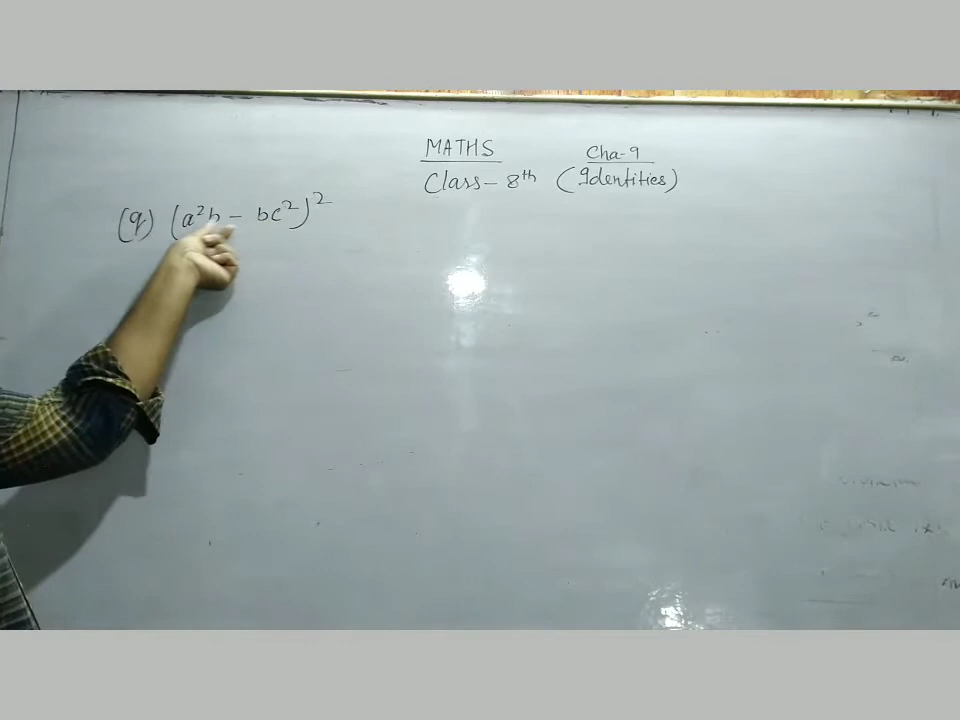 MATHS Cha-9
Class-8th (Identities)
(q) (a²b - bc²)²